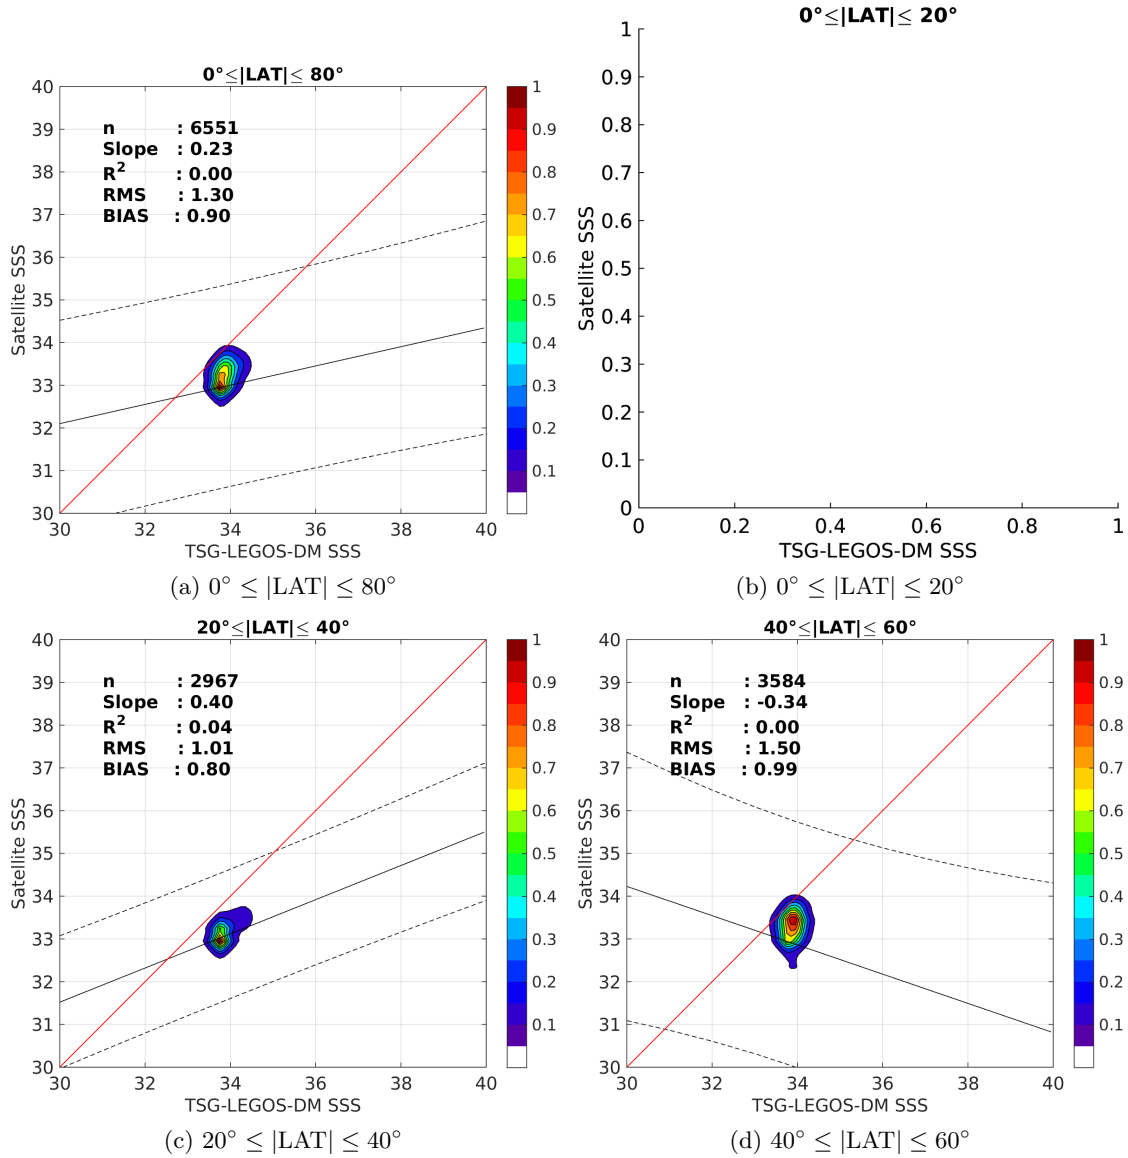 0°≤|LAT|≤ 80°
n : 6551
Slope : 0.23
R² : 0.00
RMS : 1.30
BIAS : 0.90
40
39
38
37
36
35
34
33
32
31
30
30 32 34 36 38 40
Satellite SSS
TSG-LEGOS-DM SSS
1
0.9
0.8
0.7
0.6
0.5
0.4
0.3
0.2
0.1
(a) 0° ≤ |LAT| ≤ 80°
0°≤|LAT|≤ 20°
1
0.9
0.8
0.7
0.6
0.5
0.4
0.3
0.2
0.1
0
0 0.2 0.4 0.6 0.8 1
Satellite SSS
TSG-LEGOS-DM SSS
(b) 0° ≤ |LAT| ≤ 20°
20°≤|LAT|≤ 40°
n : 2967
Slope : 0.40
R² : 0.04
RMS : 1.01
BIAS : 0.80
40
39
38
37
36
35
34
33
32
31
30
30 32 34 36 38 40
Satellite SSS
TSG-LEGOS-DM SSS
1
0.9
0.8
0.7
0.6
0.5
0.4
0.3
0.2
0.1
(c) 20° ≤ |LAT| ≤ 40°
40°≤|LAT|≤ 60°
n : 3584
Slope : -0.34
R² : 0.00
RMS : 1.50
BIAS : 0.99
40
39
38
37
36
35
34
33
32
31
30
30 32 34 36 38 40
Satellite SSS
TSG-LEGOS-DM SSS
1
0.9
0.8
0.7
0.6
0.5
0.4
0.3
0.2
0.1
(d) 40° ≤ |LAT| ≤ 60°